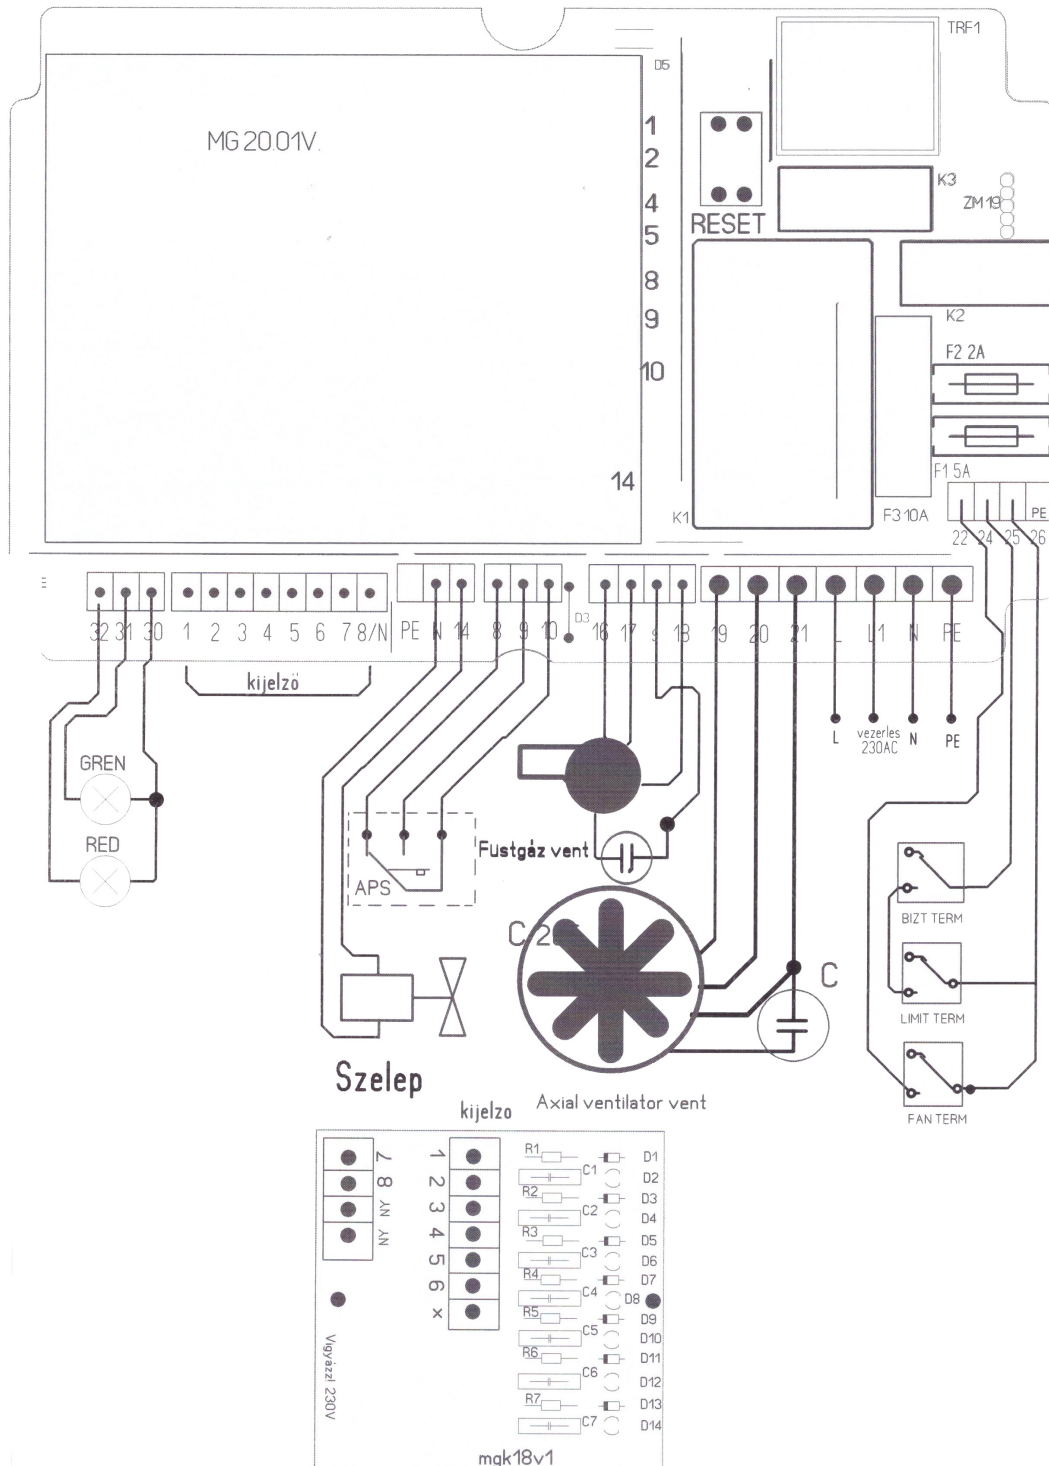 TRF1
D5
MG 20.01V.
1
2
4
5
8
9
10
14
RESET
K3
ZM 19
K2
F2 2A
F1 5A
K1
F3 10A
PE
22 24 25 26
32 31 30
1 2 3 4 5 6 7 8/N
PE N 14
8 9 10
D3
16 17 18
19 20 21 L L1 N PE
kijelző
L
vezerles
230AC
N
PE
GREN
RED
APS
Füstgáz vent
C 2
C
BIZT TERM
LIMIT TERM
FAN TERM
Szelep
Axial ventilator vent
kijelzo
7
8
NY
NY
1
2
3
4
5
6
x
R1
C1
D1
D2
R2
C2
D3
D4
R3
C3
D5
D6
R4
C4
D7
D8
R5
C5
D9
D10
R6
C6
D11
D12
R7
C7
D13
D14
Vigyázz! 230V
mgk18v1